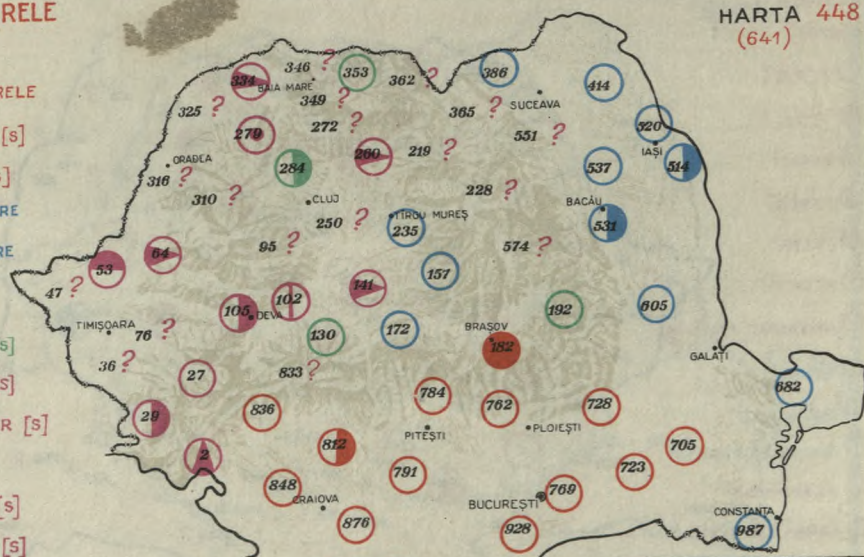 RELE
HARTA 448
(641)
RELE
[S]
S]
RE
RE
S]
S]
R [S]
[S]
[S]
346 ?
353
362 ?
386
414
334
BAIA MARE
349 ?
365 ?
SUCEAVA
325 ?
279
272 ?
551 ?
520
IAȘI
ORADEA
284
260
219 ?
537
514
316 ?
310 ?
CLUJ
228 ?
BACĂU
250 ?
TÎRGU MUREȘ
235
531
95 ?
574 ?
53
64
157
47 ?
141
102
105
DEVA
192
605
TIMIȘOARA
76 ?
130
172
BRAȘOV
182
GALAȚI
36 ?
27
833 ?
682
784
762
728
29
836
PITEȘTI
PLOIEȘTI
2
812
705
791
723
848
CRAIOVA
BUCUREȘTI
769
876
928
CONSTANTA
987